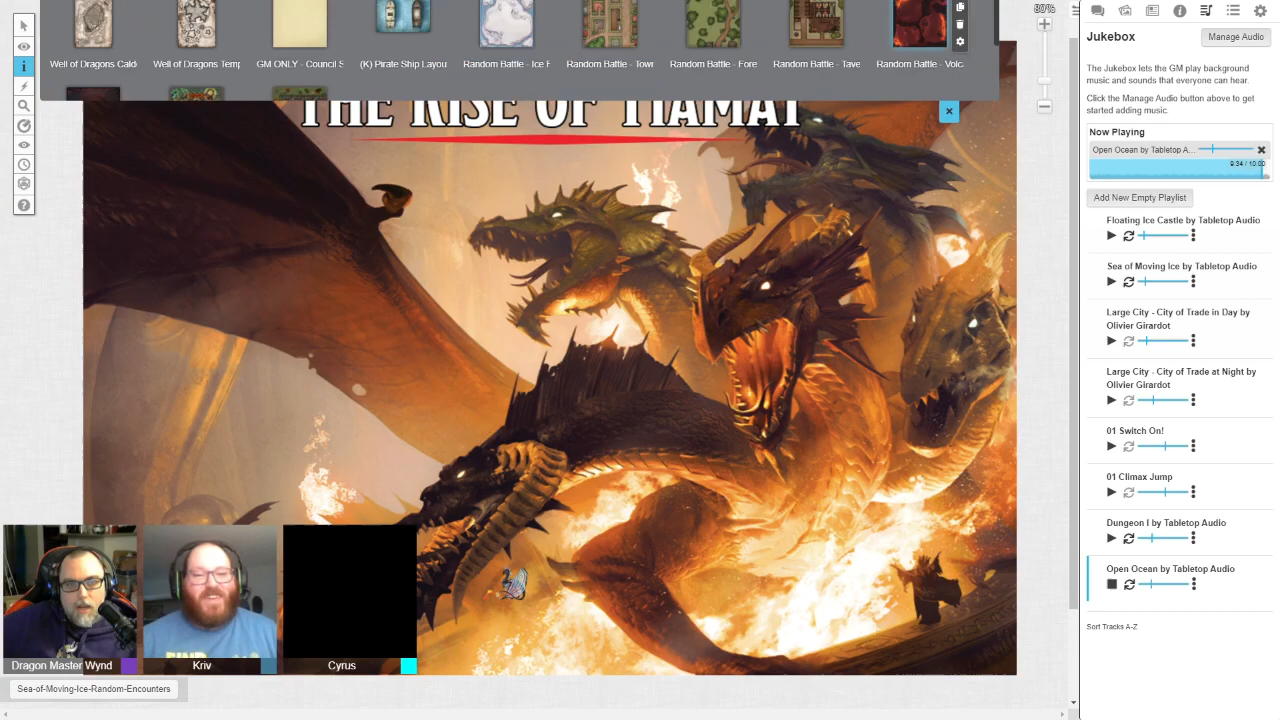 80%
Well of Dragons Cald
Well of Dragons Temp
GM ONLY - Council S
(K) Pirate Ship Layou
Random Battle - Ice F
Random Battle - Tow
Random Battle - Fore
Random Battle - Tave
Random Battle - Volc
THE RISE OF TIAMAT
Dragon Master Wynd
Kriv
Cyrus
Sea-of-Moving-Ice-Random-Encounters
Jukebox
Manage Audio
The Jukebox lets the GM play background
music and sounds that everyone can hear.
Click the Manage Audio button above to get
started adding music.
Now Playing
Open Ocean by Tabletop A...
9:34 / 10:00
Add New Empty Playlist
Floating Ice Castle by Tabletop Audio
Sea of Moving Ice by Tabletop Audio
Large City - City of Trade in Day by
Olivier Girardot
Large City - City of Trade at Night by
Olivier Girardot
01 Switch On!
01 Climax Jump
Dungeon I by Tabletop Audio
Open Ocean by Tabletop Audio
Sort Tracks A-Z